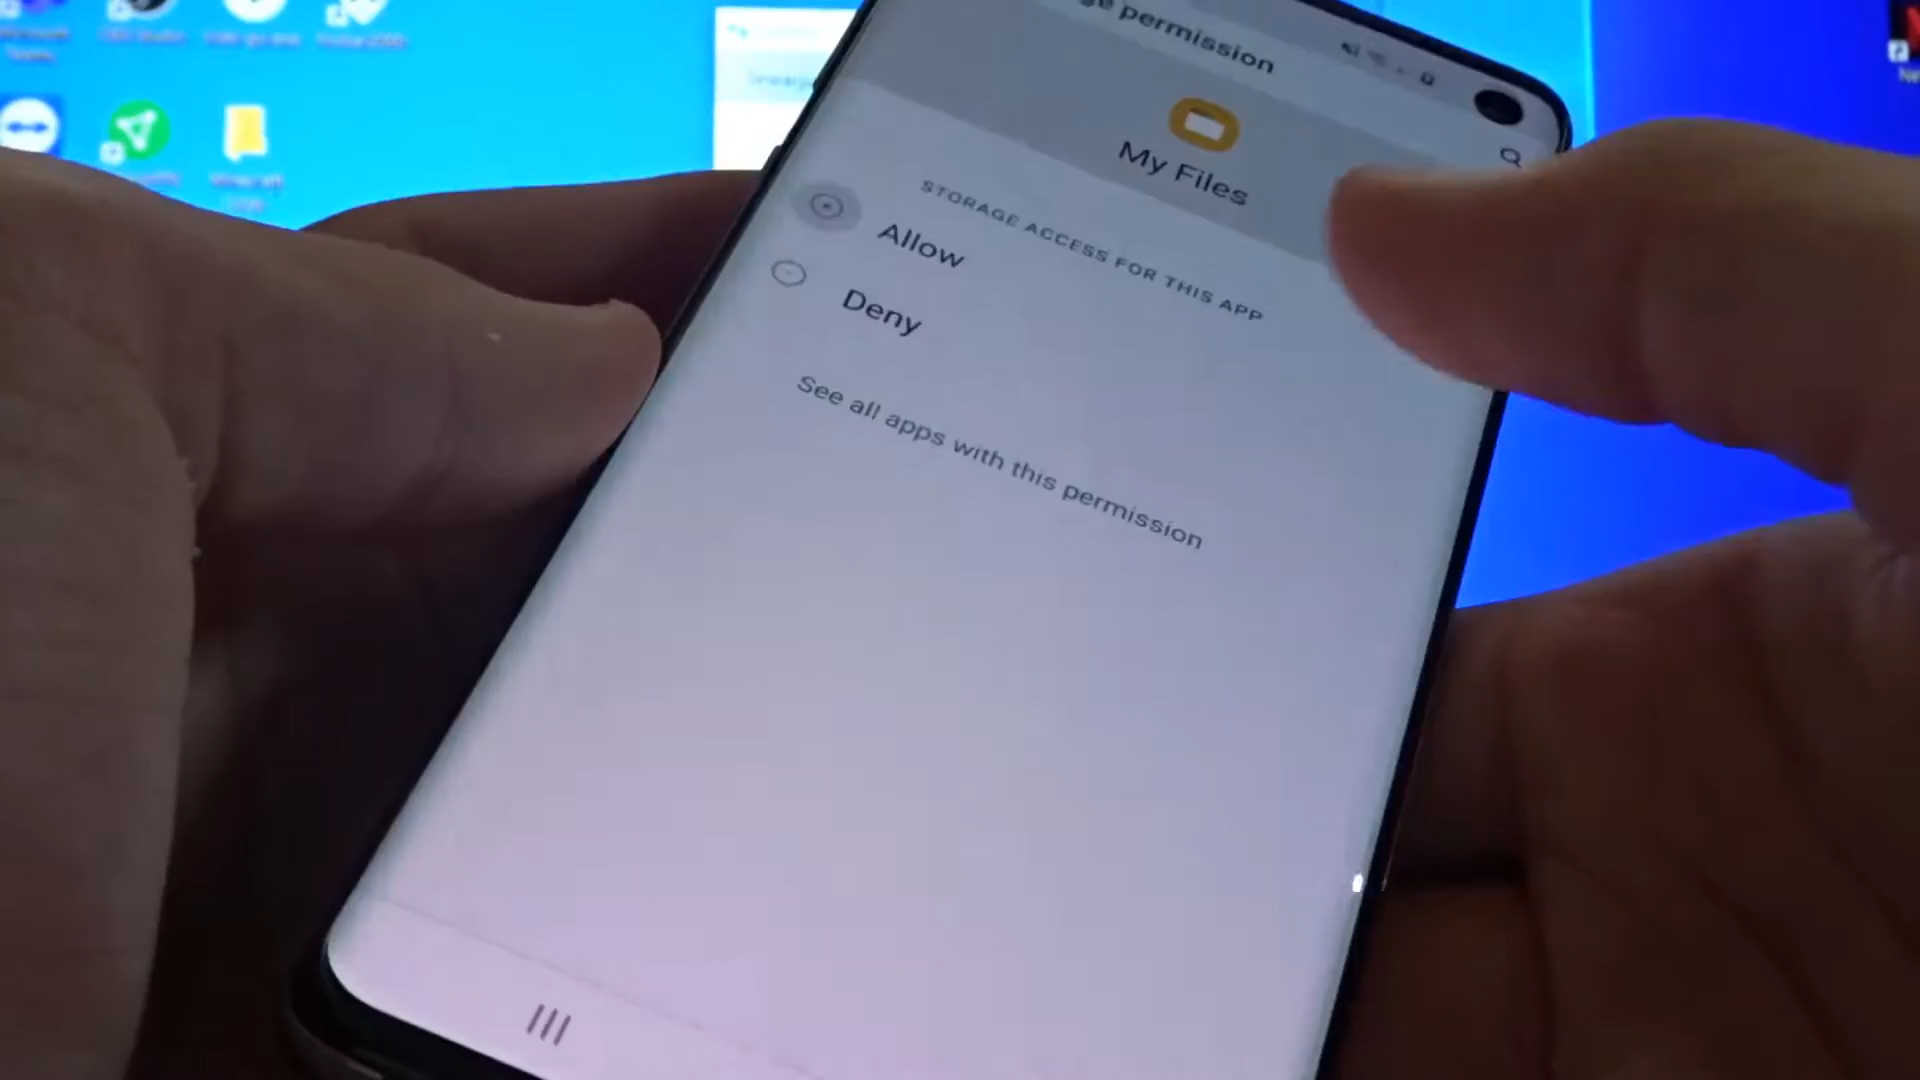 permission
My Files
STORAGE ACCESS FOR THIS APP
Allow
Deny
See all apps with this permission